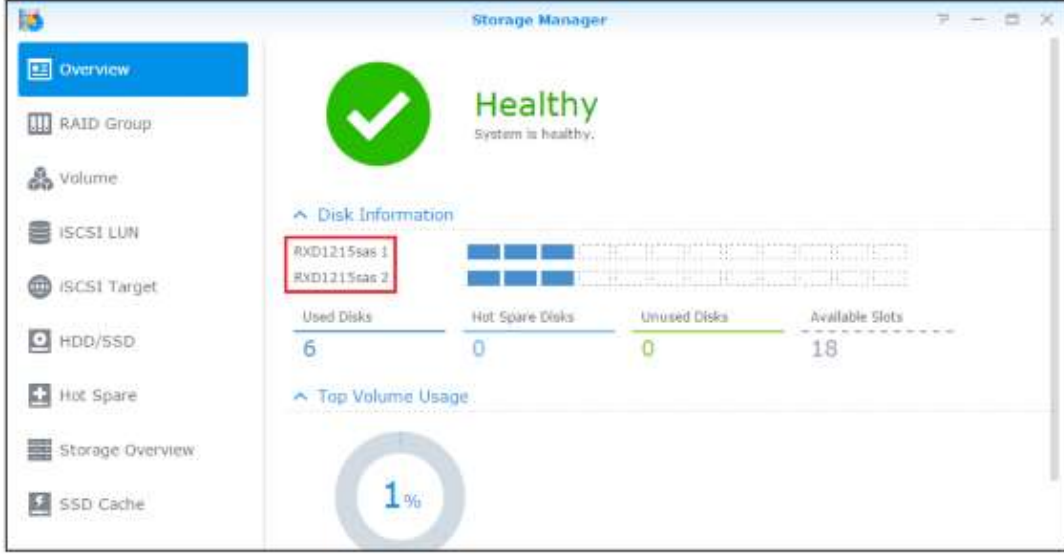 Storage Manager
Overview
RAID Group
Volume
iSCSI LUN
iSCSI Target
HDD/SSD
Hot Spare
Storage Overview
SSD Cache
Healthy
System is healthy.
Disk Information
RXD1215sas 1
RXD1215sas 2
Used Disks Hot Spare Disks Unused Disks Available Slots
6 0 0 18
Top Volume Usage
1%